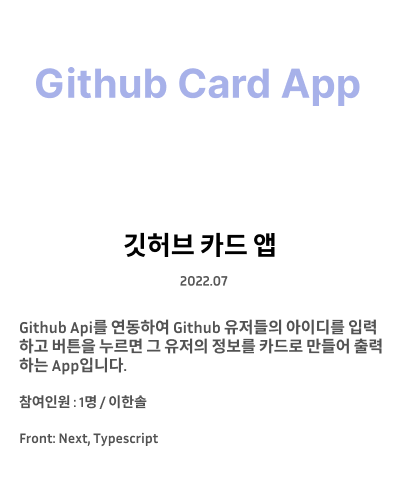 Github Card App
깃허브 카드 앱
2022.07
Github Api를 연동하여 Github 유저들의 아이디를 입력
하고 버튼을 누르면 그 유저의 정보를 카드로 만들어 출력
하는 App입니다.
참여인원 : 1명 / 이한솔
Front: Next, Typescript